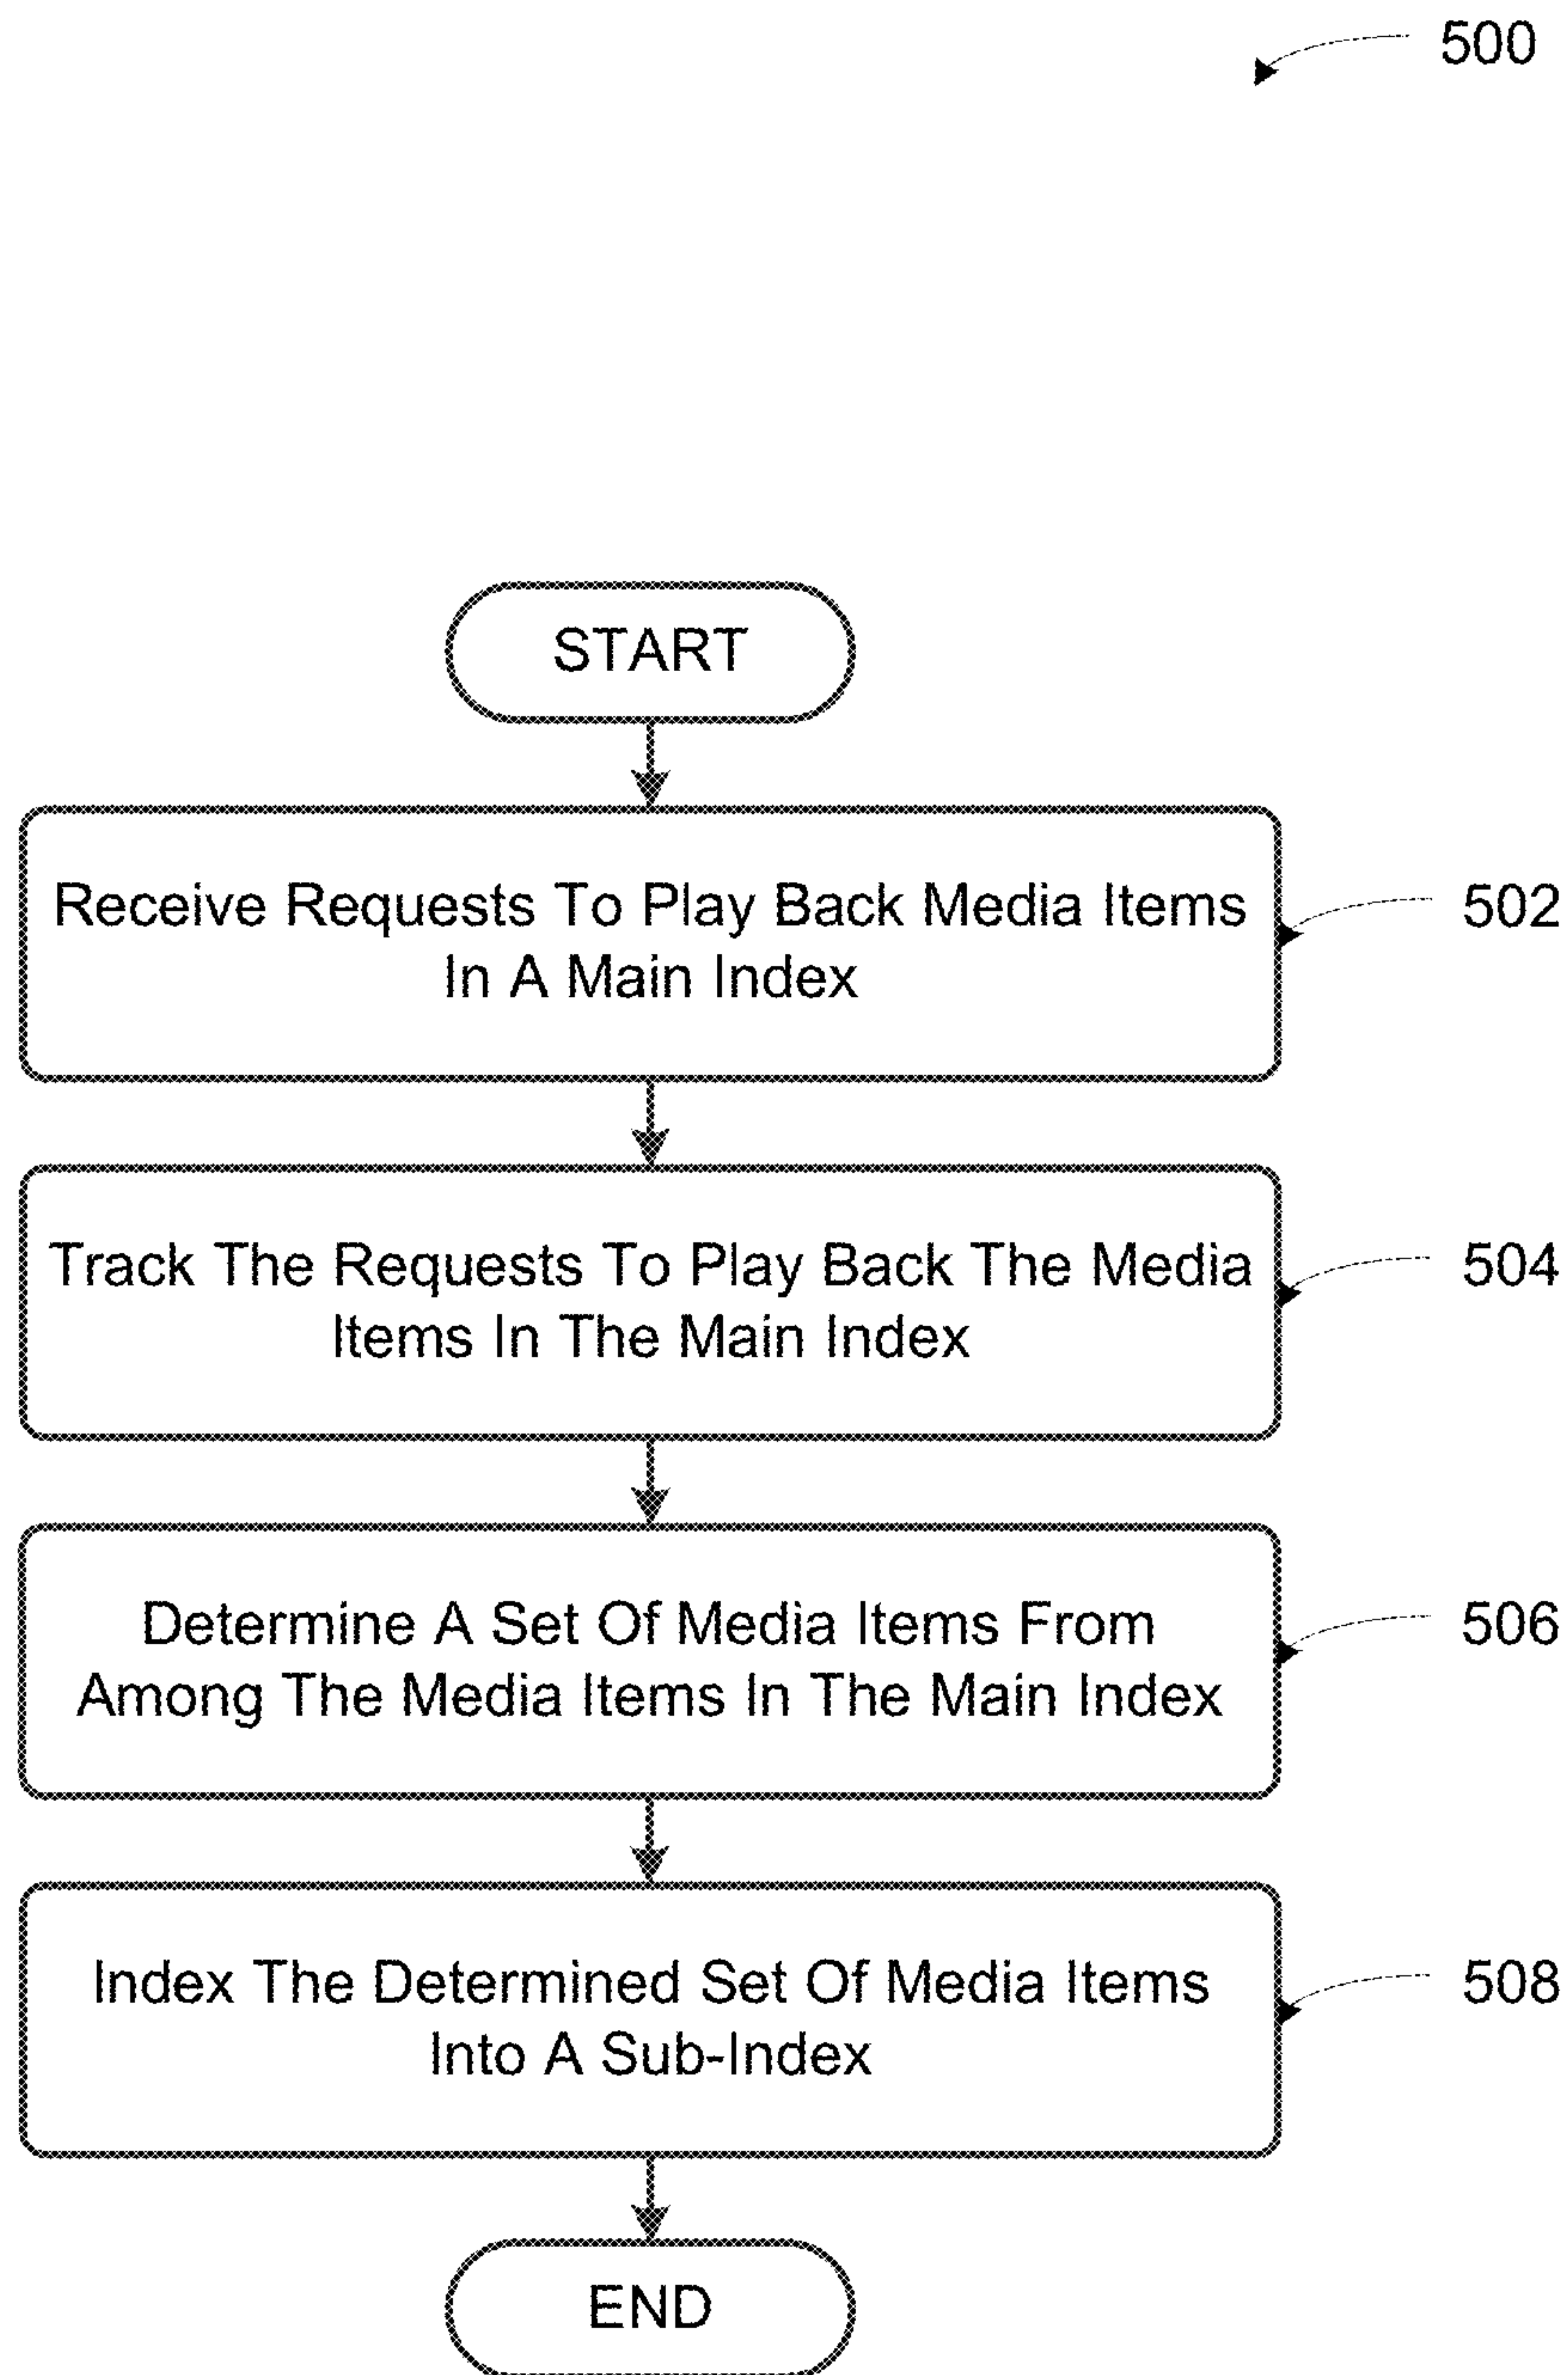 500
START
Receive Requests To Play Back Media Items
In A Main Index
502
Track The Requests To Play Back The Media
Items In The Main Index
504
Determine A Set Of Media Items From
Among The Media Items In The Main Index
506
Index The Determined Set Of Media Items
Into A Sub-Index
508
END